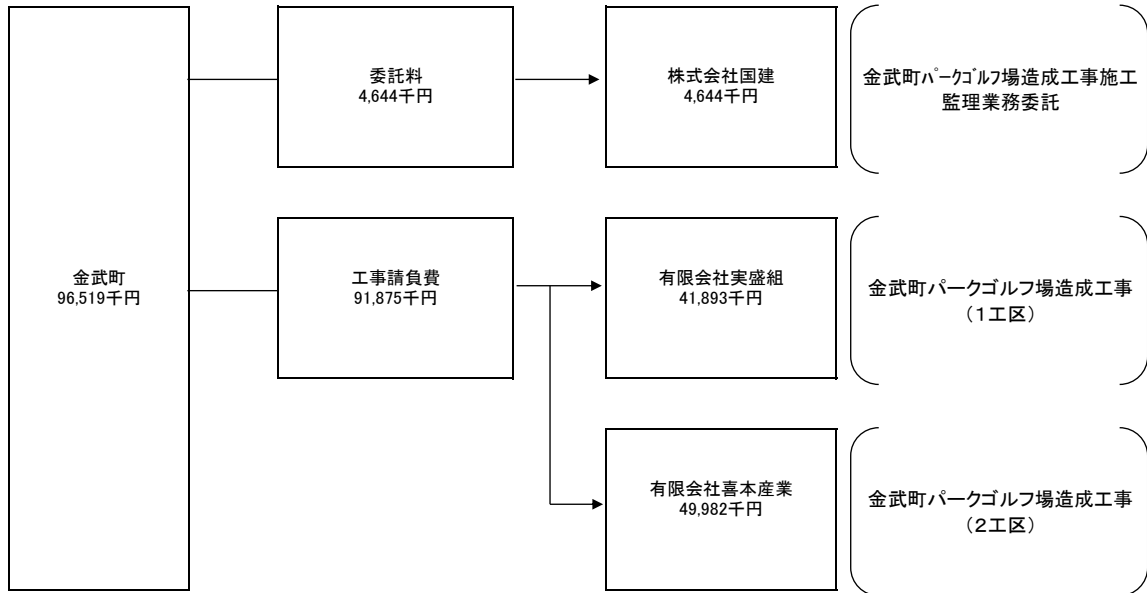 金武町
96,519千円
委託料
4,644千円
株式会社国建
4,644千円
金武町ﾊﾟｰｸｺﾞﾙﾌ場造成工事施工
監理業務委託
工事請負費
91,875千円
有限会社実盛組
41,893千円
金武町パークゴルフ場造成工事
（１工区）
有限会社喜本産業
49,982千円
金武町パークゴルフ場造成工事
（２工区）